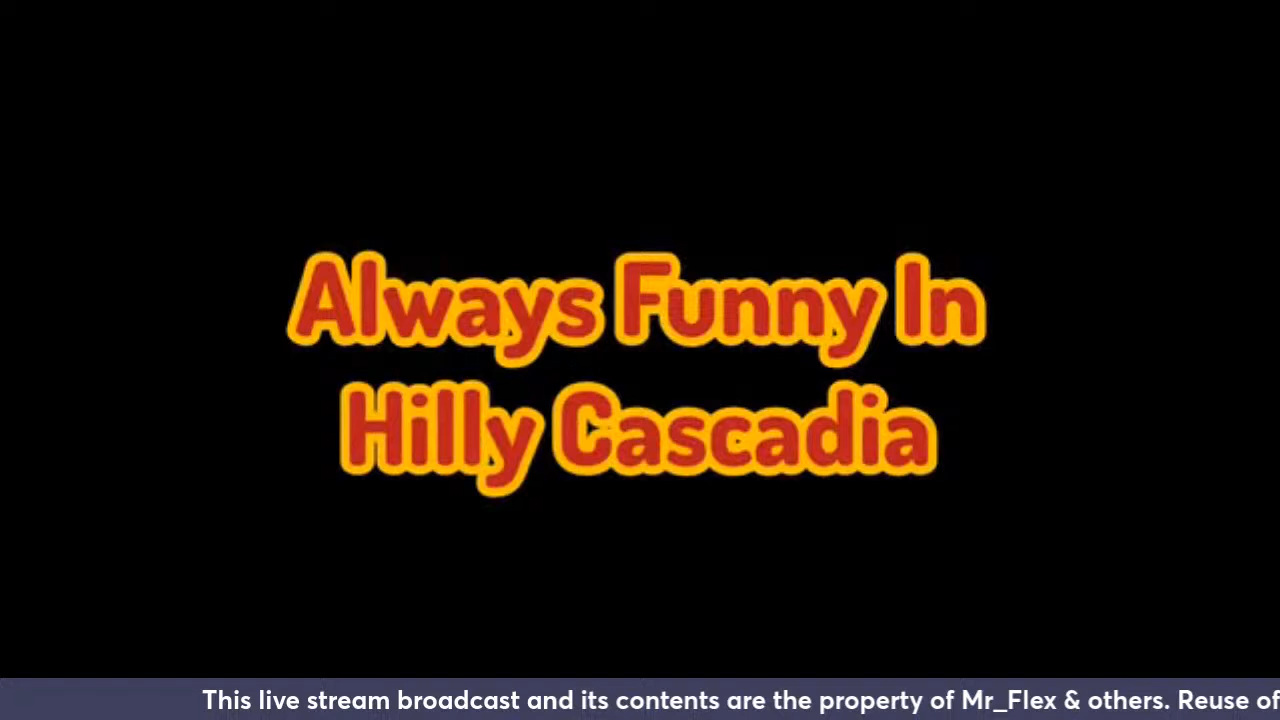 Always Funny In
Hilly Cascadia
This live stream broadcast and its contents are the property of Mr_Flex & others. Reuse of